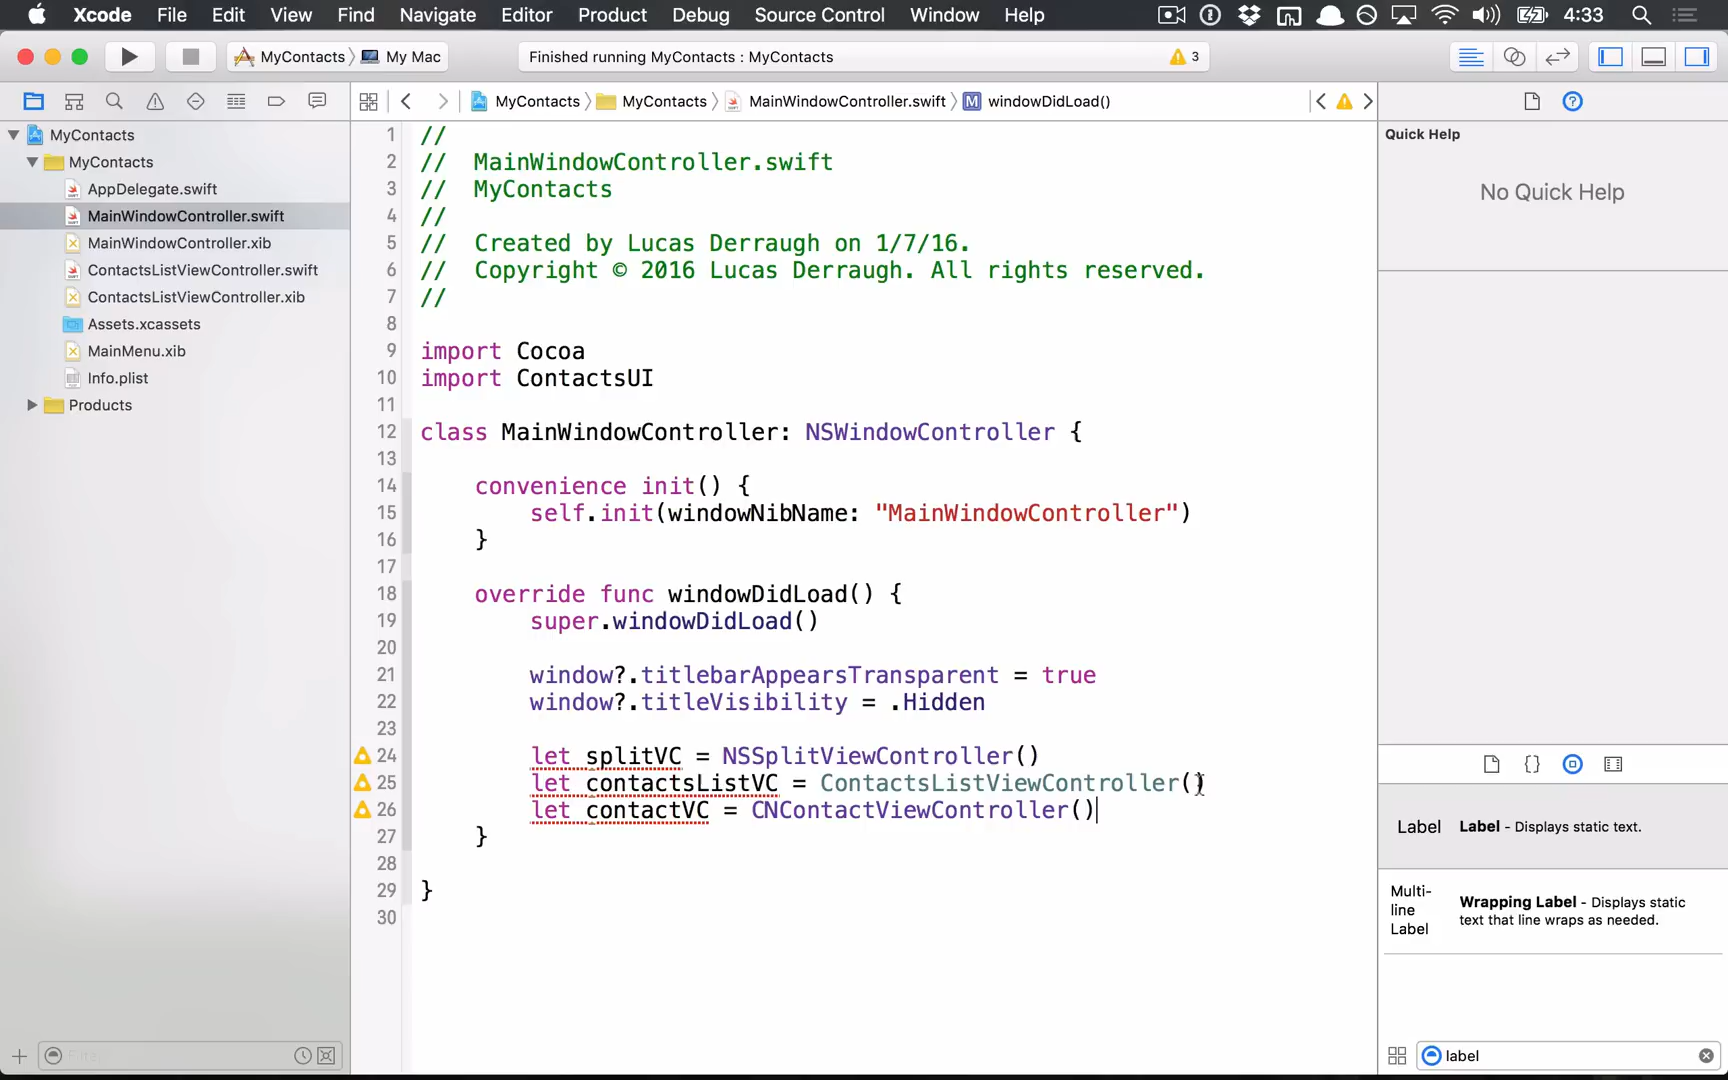 Xcode File Edit View Find Navigate Editor Product Debug Source Control Window Help 4:33
MyContacts My Mac Finished running MyContacts : MyContacts 3
MyContacts MyContacts MainWindowController.swift M windowDidLoad()
MyContacts
MyContacts
AppDelegate.swift
MainWindowController.swift
MainWindowController.xib
ContactsListViewController.swift
ContactsListViewController.xib
Assets.xcassets
MainMenu.xib
Info.plist
Products
1 //
2 // MainWindowController.swift
3 // MyContacts
4 //
5 // Created by Lucas Derraugh on 1/7/16.
6 // Copyright © 2016 Lucas Derraugh. All rights reserved.
7 //
8
9 import Cocoa
10 import ContactsUI
11
12 class MainWindowController: NSWindowController {
13
14 convenience init() {
15 self.init(windowNibName: "MainWindowController")
16 }
17
18 override func windowDidLoad() {
19 super.windowDidLoad()
20
21 window?.titlebarAppearsTransparent = true
22 window?.titleVisibility = .Hidden
23
24 let splitVC = NSSplitViewController()
25 let contactsListVC = ContactsListViewController()
26 let contactVC = CNContactViewController()
27 }
28
29 }
30
Quick Help
No Quick Help
Label Label - Displays static text.
Multi-line Label Wrapping Label - Displays static text that line wraps as needed.
label